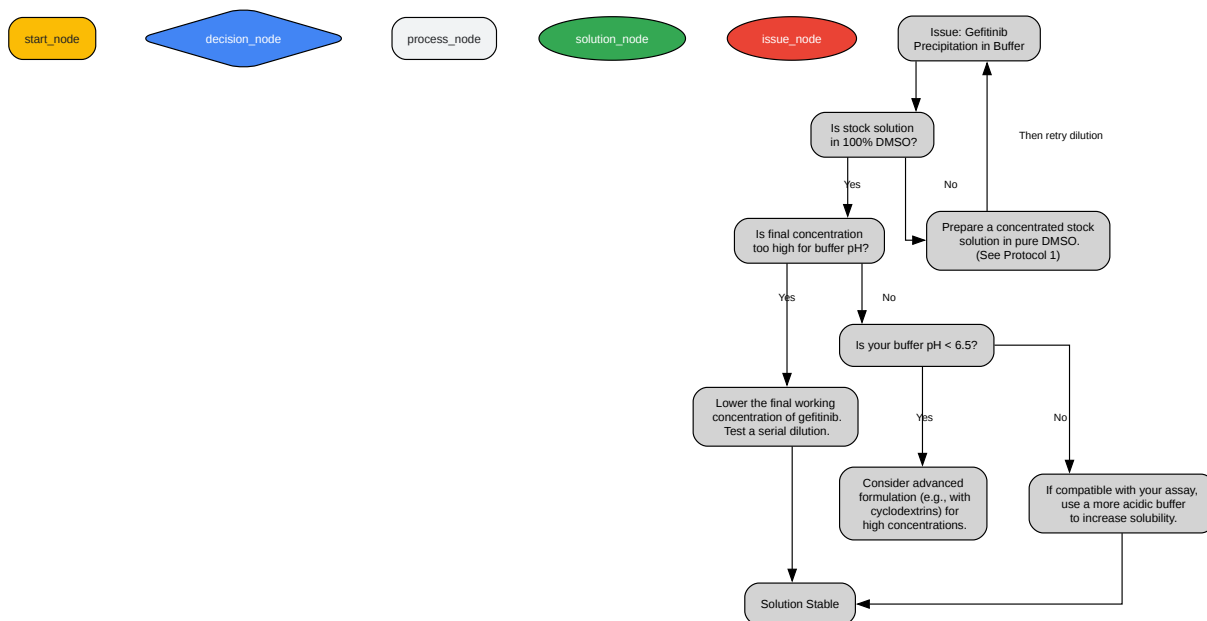 start_node
decision_node
process_node
solution_node
issue_node
Issue: Gefitinib
Precipitation in Buffer
Is stock solution
in 100% DMSO?
Then retry dilution
Yes
No
Is final concentration
too high for buffer pH?
Prepare a concentrated stock
solution in pure DMSO.
(See Protocol 1)
Yes
No
Is your buffer pH < 6.5?
Lower the final working
concentration of gefitinib.
Test a serial dilution.
Yes
No
Consider advanced
formulation (e.g., with
cyclodextrins) for
high concentrations.
If compatible with your assay,
use a more acidic buffer
to increase solubility.
Solution Stable